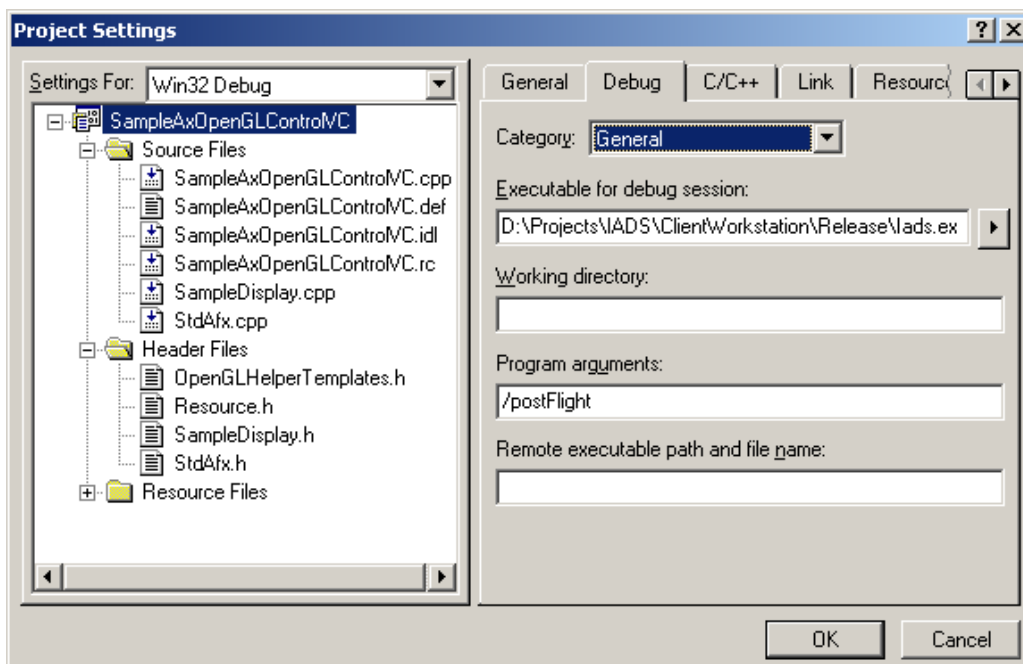 Project Settings
Settings For: Win32 Debug
SampleAxOpenGLControlVC
Source Files
SampleAxOpenGLControlVC.cpp
SampleAxOpenGLControlVC.def
SampleAxOpenGLControlVC.idl
SampleAxOpenGLControlVC.rc
SampleDisplay.cpp
StdAfx.cpp
Header Files
OpenGLHelperTemplates.h
Resource.h
SampleDisplay.h
StdAfx.h
Resource Files
General Debug C/C++ Link Resourc
Category: General
Executable for debug session:
D:\Projects\IADS\ClientWorkstation\Release\Iads.ex
Working directory:
Program arguments:
/postFlight
Remote executable path and file name:
OK Cancel